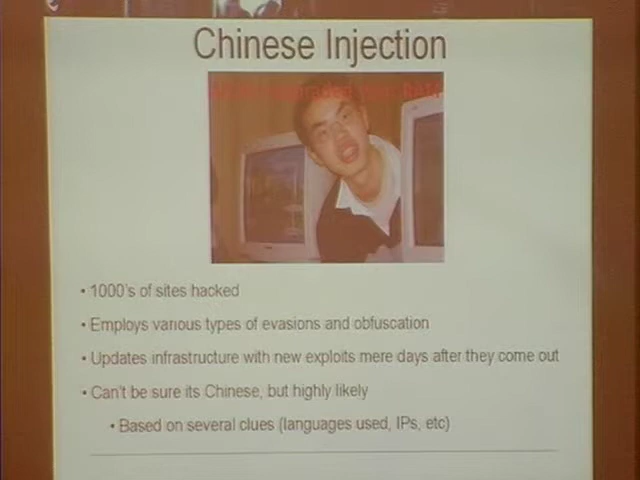 Chinese Injection
• 1000's of sites hacked
• Employs various types of evasions and obfuscation
• Updates infrastructure with new exploits mere days after they come out
• Can't be sure its Chinese, but highly likely
• Based on several clues (languages used, IPs, etc)